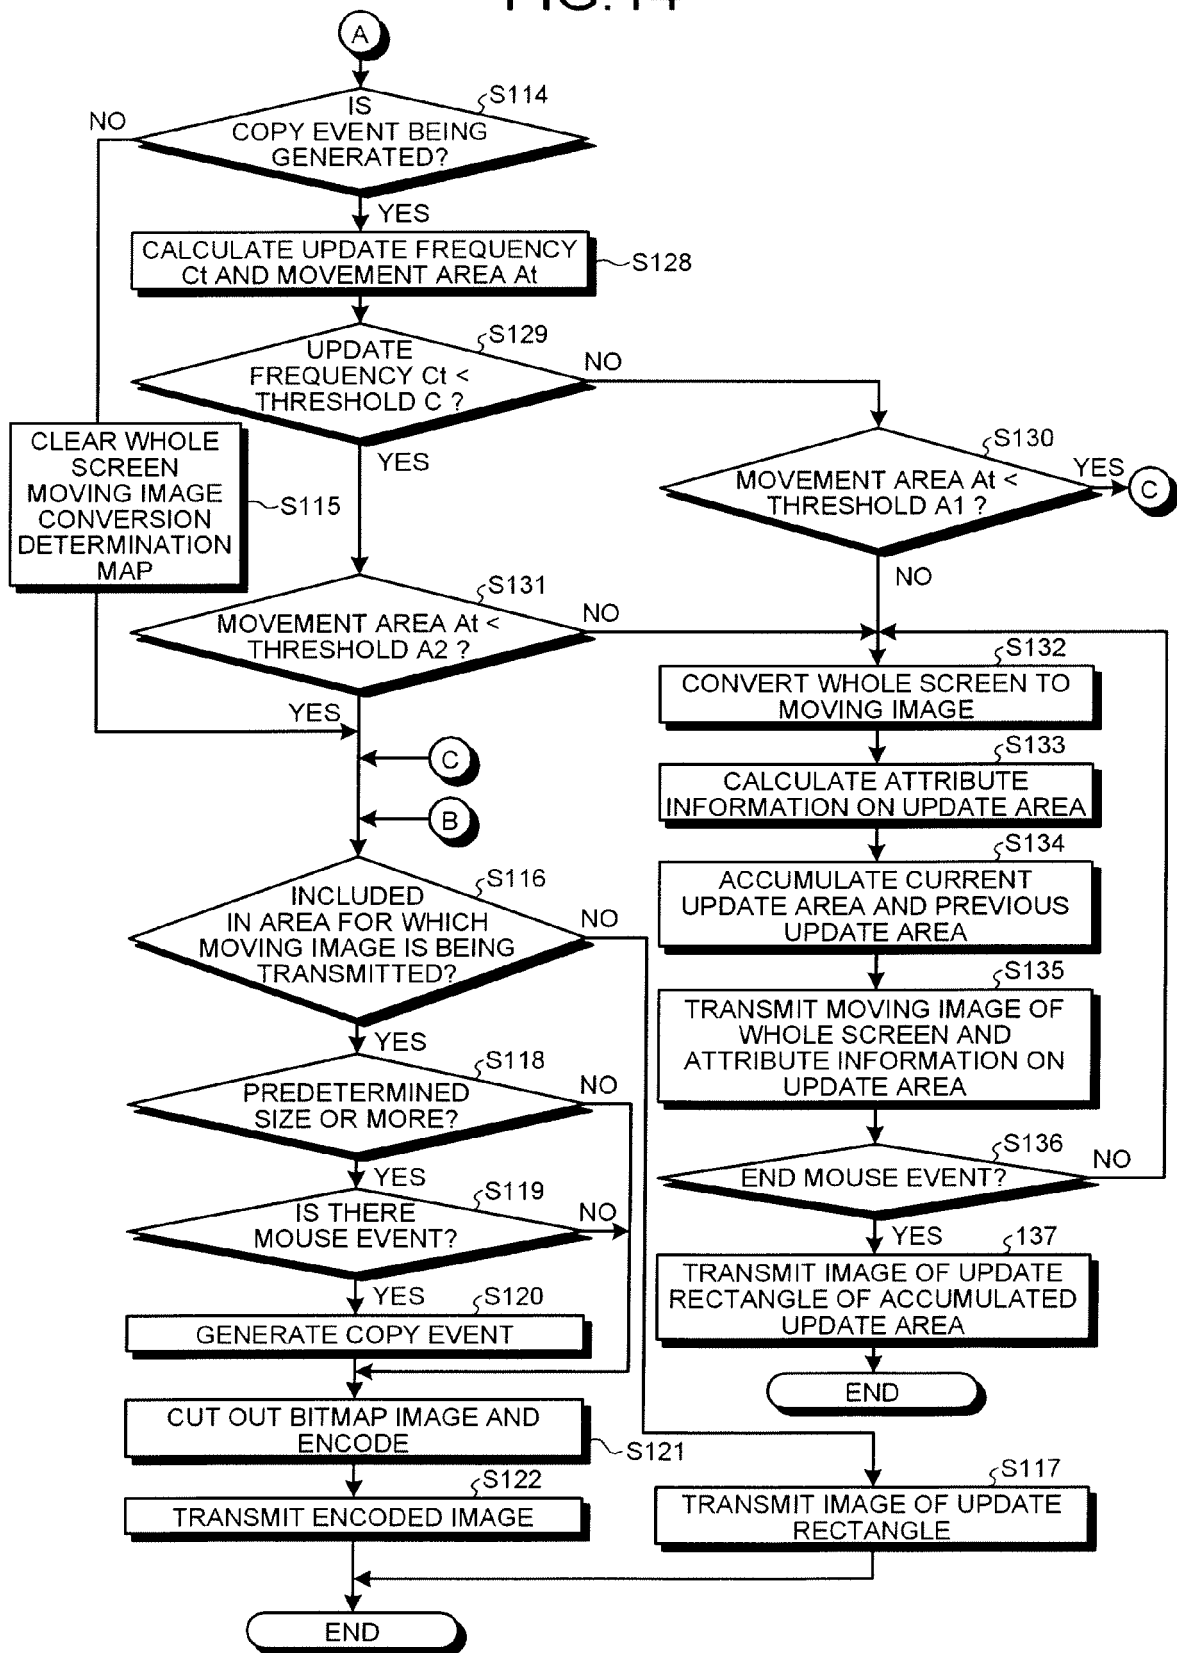 FIG.14
A
S114
IS
COPY EVENT BEING
GENERATED?
NO
YES
CALCULATE UPDATE FREQUENCY
Ct AND MOVEMENT AREA At
S128
S129
UPDATE
FREQUENCY Ct <
THRESHOLD C ?
NO
YES
S130
MOVEMENT AREA At <
THRESHOLD A1 ?
YES
C
NO
CLEAR WHOLE
SCREEN
MOVING IMAGE
CONVERSION
DETERMINATION
MAP
S115
S131
MOVEMENT AREA At <
THRESHOLD A2 ?
NO
YES
C
B
S132
CONVERT WHOLE SCREEN TO
MOVING IMAGE
S133
CALCULATE ATTRIBUTE
INFORMATION ON UPDATE AREA
S134
ACCUMULATE CURRENT
UPDATE AREA AND PREVIOUS
UPDATE AREA
S135
TRANSMIT MOVING IMAGE OF
WHOLE SCREEN AND
ATTRIBUTE INFORMATION ON
UPDATE AREA
S136
END MOUSE EVENT?
NO
YES
137
TRANSMIT IMAGE OF UPDATE
RECTANGLE OF ACCUMULATED
UPDATE AREA
END
S116
INCLUDED
IN AREA FOR WHICH
MOVING IMAGE IS BEING
TRANSMITTED?
NO
YES
S118
PREDETERMINED
SIZE OR MORE?
NO
YES
S119
IS THERE
MOUSE EVENT?
NO
YES
S120
GENERATE COPY EVENT
CUT OUT BITMAP IMAGE AND
ENCODE
S121
S122
TRANSMIT ENCODED IMAGE
S117
TRANSMIT IMAGE OF UPDATE
RECTANGLE
END